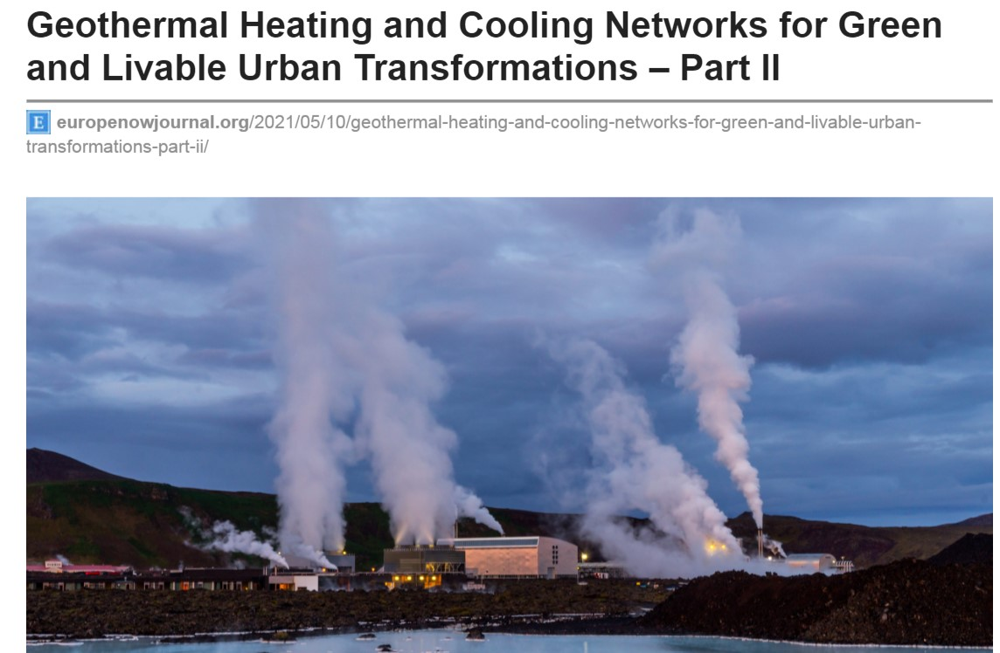 Geothermal Heating and Cooling Networks for Green
and Livable Urban Transformations – Part II
E europenowjournal.org/2021/05/10/geothermal-heating-and-cooling-networks-for-green-and-livable-urban-
transformations-part-ii/